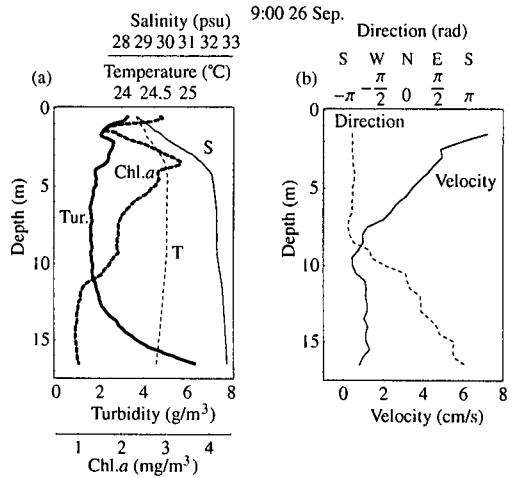 9:00 26 Sep.
Salinity (psu)
28 29 30 31 32 33
Temperature (°C)
24 24.5 25
(a)
0
5
10
15
Depth (m)
S
Chl.a
Tur.
T
0 2 4 6 8
Turbidity (g/m³)
1 2 3 4
Chl.a (mg/m³)
Direction (rad)
S W N E S
(b)
−π −π/2 0 π/2 π
0
5
10
15
Depth (m)
Direction
Velocity
0 2 4 6 8
Velocity (cm/s)